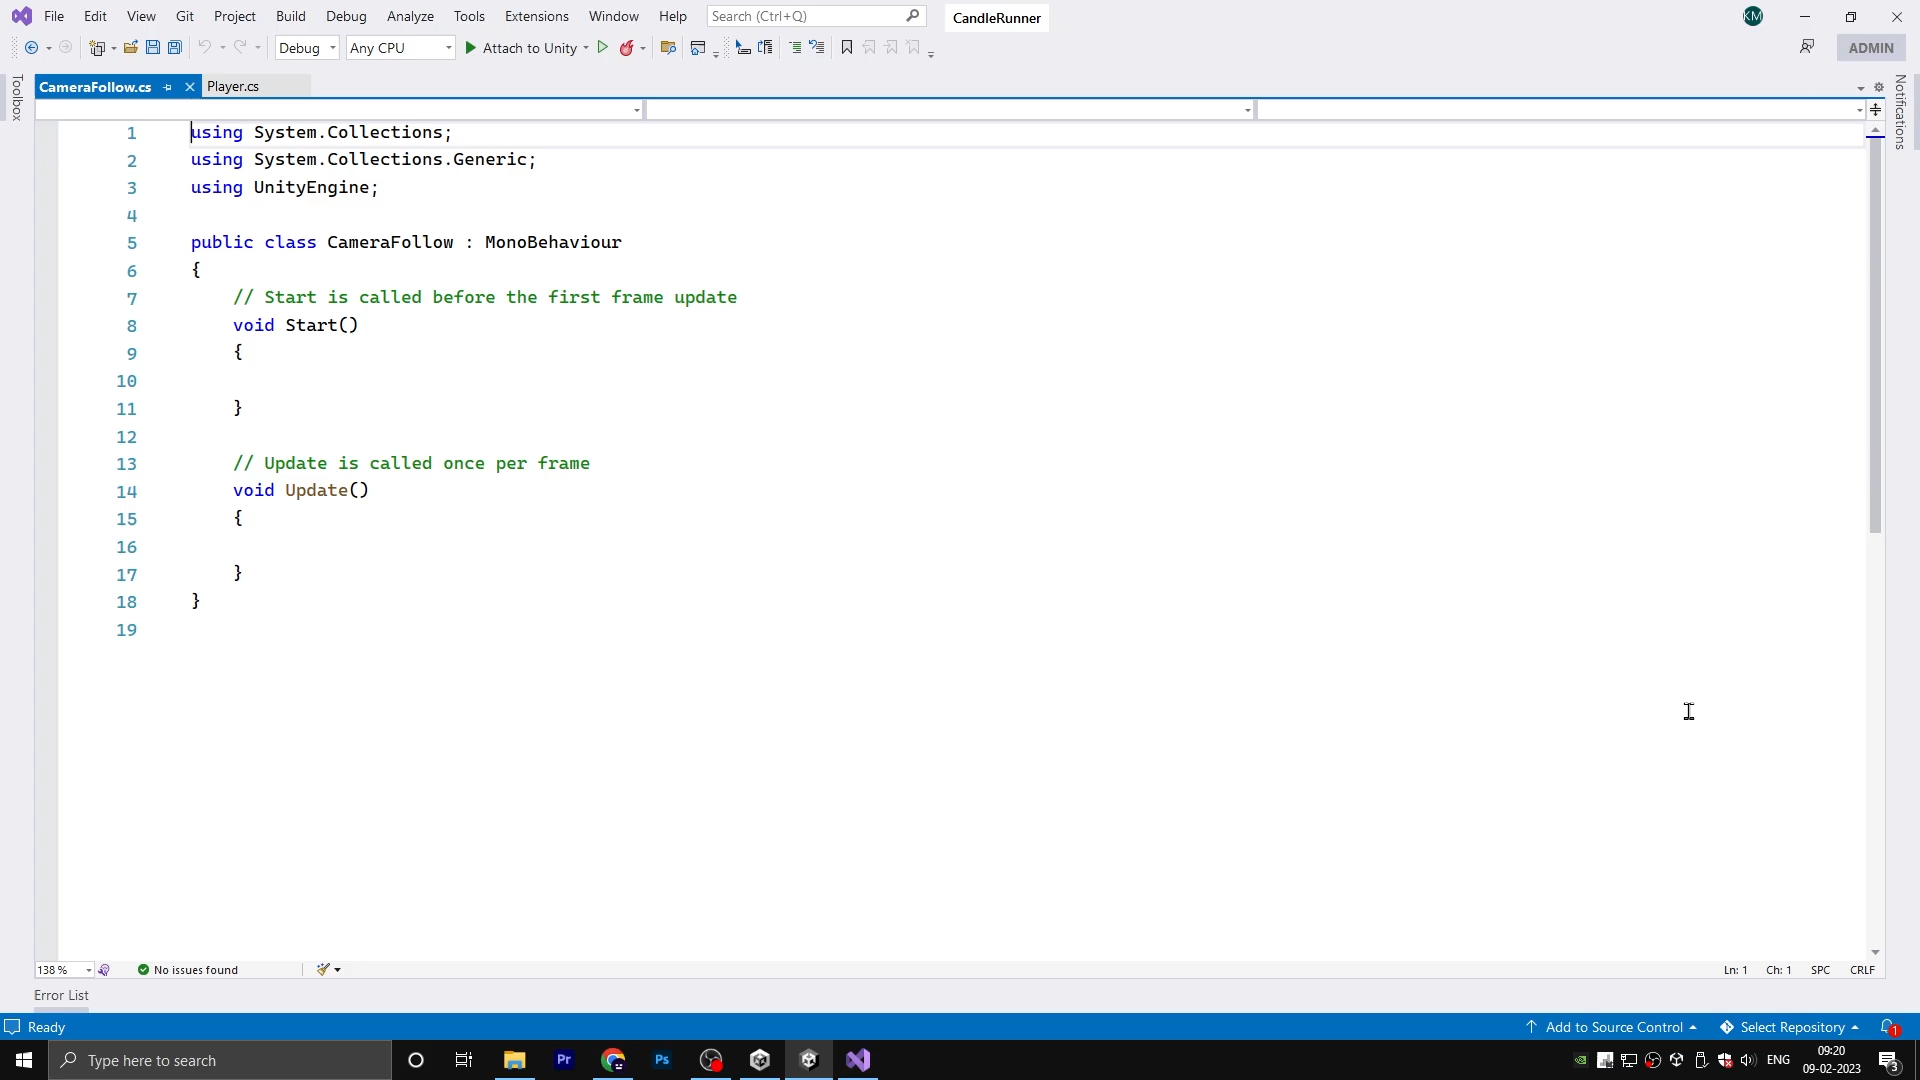 File Edit View Git Project Build Debug Analyze Tools Extensions Window Help Search (Ctrl+Q) CandleRunner KM
Debug Any CPU Attach to Unity ADMIN
Toolbox
CameraFollow.cs Player.cs
Notifications
1 using System.Collections;
2 using System.Collections.Generic;
3 using UnityEngine;
4
5 public class CameraFollow : MonoBehaviour
6 {
7 // Start is called before the first frame update
8 void Start()
9 {
10
11 }
12
13 // Update is called once per frame
14 void Update()
15 {
16
17 }
18 }
19
138 % No issues found Ln: 1 Ch: 1 SPC CRLF
Error List
Ready Add to Source Control Select Repository 1
Type here to search Pr Ps ENG 09:20
09-02-2023 3